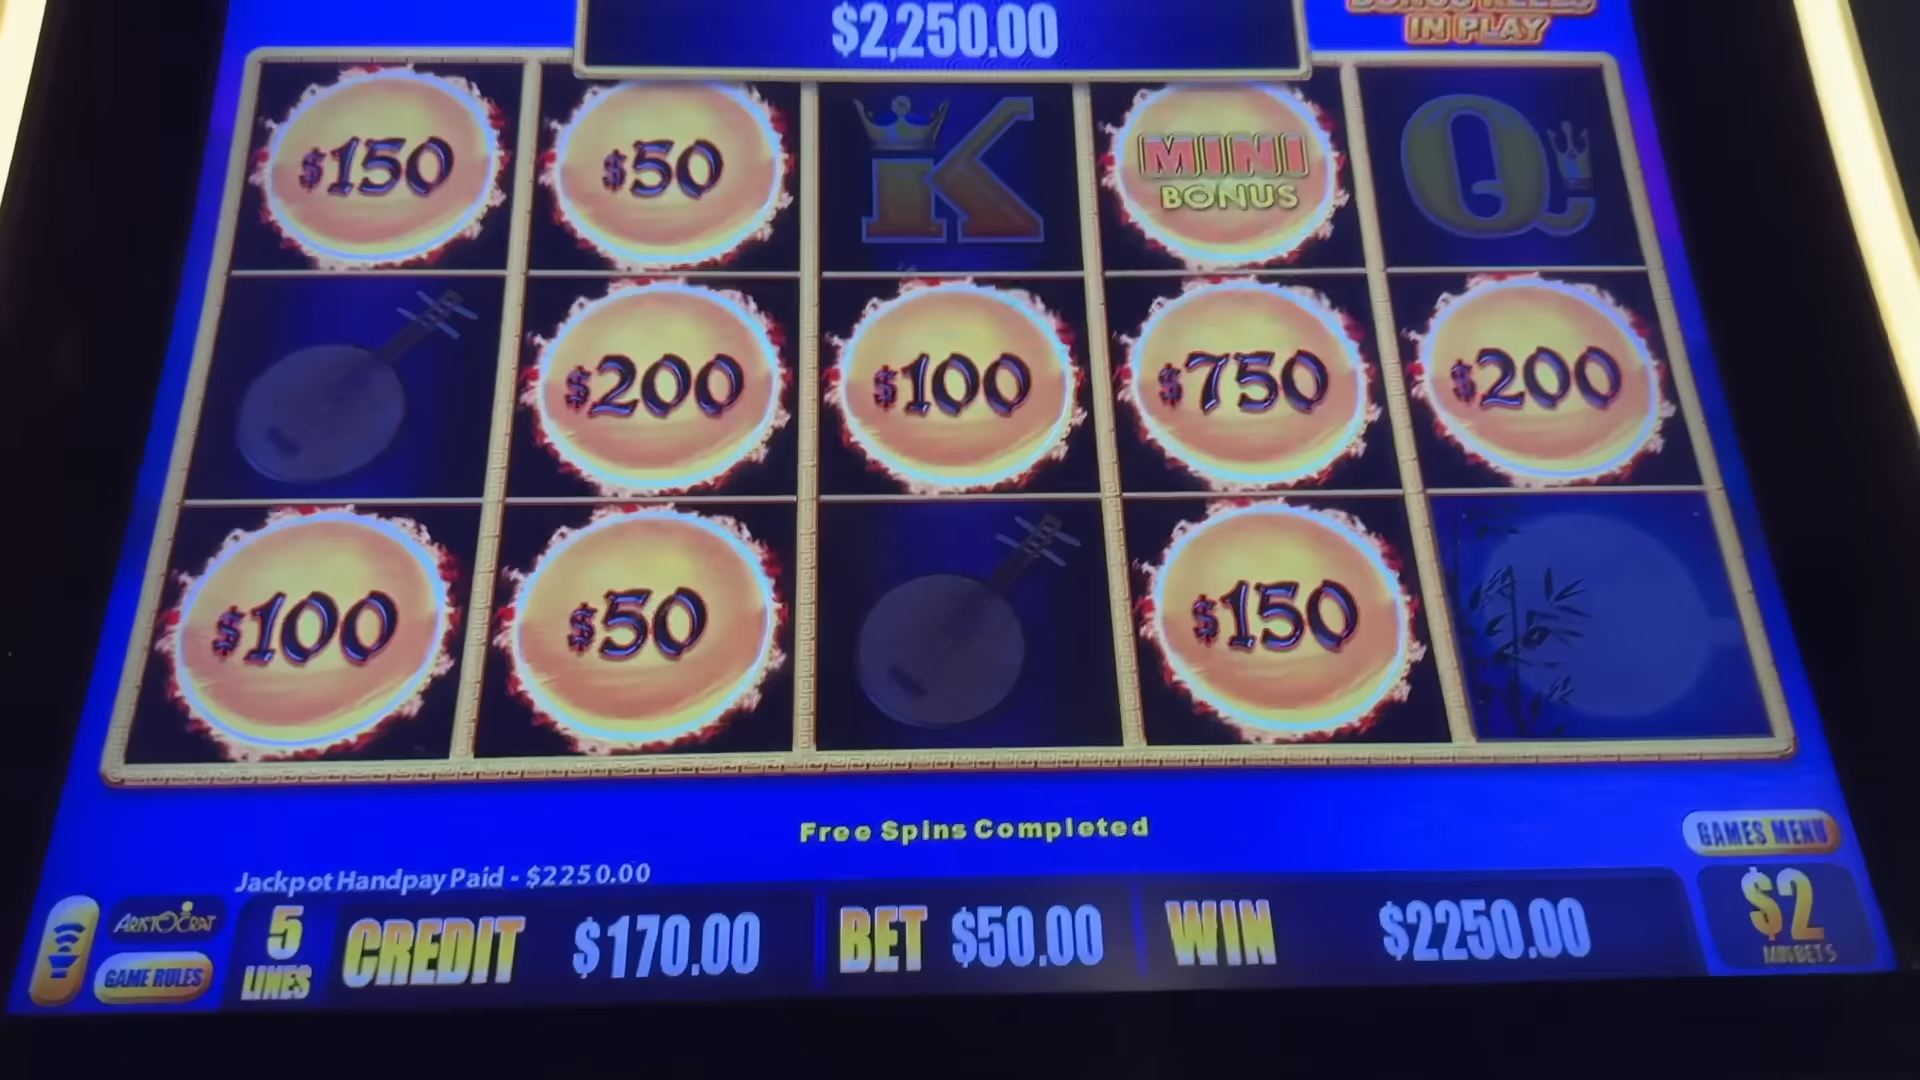 $2,250.00
BONUS REELS
IN PLAY
$150
$50
K
MINI
BONUS
Q
$200
$100
$750
$200
$100
$50
$150
Free Spins Completed
GAMES MENU
Jackpot Handpay Paid - $2250.00
ARISTOCRAT
GAME RULES
5
LINES
CREDIT $170.00
BET $50.00
WIN $2250.00
$2